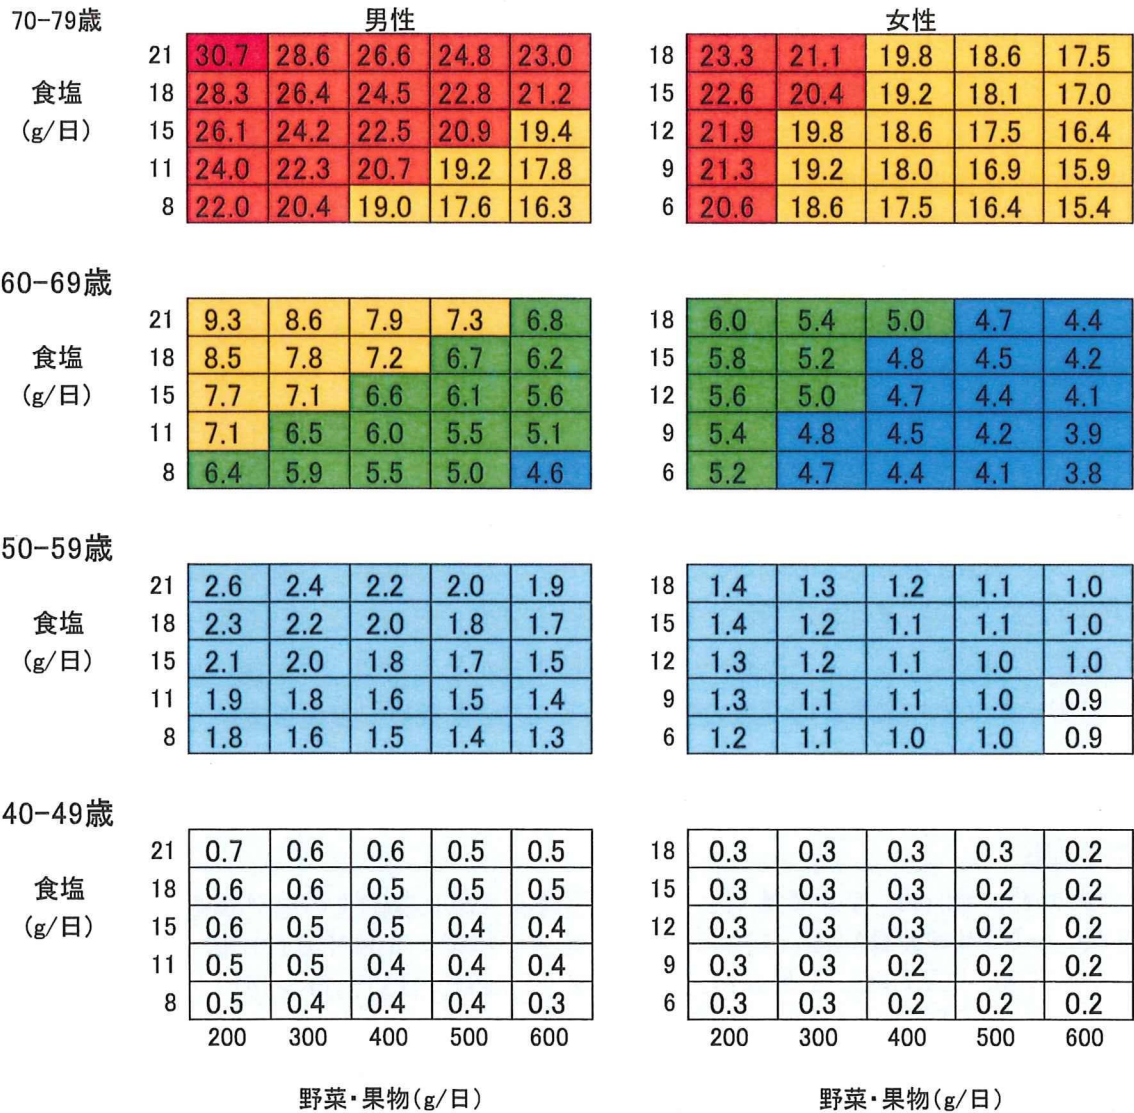 70-79歳 男性 女性
21 30.7 28.6 26.6 24.8 23.0 18 23.3 21.1 19.8 18.6 17.5
食塩 18 28.3 26.4 24.5 22.8 21.2 15 22.6 20.4 19.2 18.1 17.0
(g/日) 15 26.1 24.2 22.5 20.9 19.4 12 21.9 19.8 18.6 17.5 16.4
11 24.0 22.3 20.7 19.2 17.8 9 21.3 19.2 18.0 16.9 15.9
8 22.0 20.4 19.0 17.6 16.3 6 20.6 18.6 17.5 16.4 15.4
60-69歳
21 9.3 8.6 7.9 7.3 6.8 18 6.0 5.4 5.0 4.7 4.4
食塩 18 8.5 7.8 7.2 6.7 6.2 15 5.8 5.2 4.8 4.5 4.2
(g/日) 15 7.7 7.1 6.6 6.1 5.6 12 5.6 5.0 4.7 4.4 4.1
11 7.1 6.5 6.0 5.5 5.1 9 5.4 4.8 4.5 4.2 3.9
8 6.4 5.9 5.5 5.0 4.6 6 5.2 4.7 4.4 4.1 3.8
50-59歳
21 2.6 2.4 2.2 2.0 1.9 18 1.4 1.3 1.2 1.1 1.0
食塩 18 2.3 2.2 2.0 1.8 1.7 15 1.4 1.2 1.1 1.1 1.0
(g/日) 15 2.1 2.0 1.8 1.7 1.5 12 1.3 1.2 1.1 1.0 1.0
11 1.9 1.8 1.6 1.5 1.4 9 1.3 1.1 1.1 1.0 0.9
8 1.8 1.6 1.5 1.4 1.3 6 1.2 1.1 1.0 1.0 0.9
40-49歳
21 0.7 0.6 0.6 0.5 0.5 18 0.3 0.3 0.3 0.3 0.2
食塩 18 0.6 0.6 0.5 0.5 0.5 15 0.3 0.3 0.3 0.2 0.2
(g/日) 15 0.6 0.5 0.5 0.4 0.4 12 0.3 0.3 0.3 0.2 0.2
11 0.5 0.5 0.4 0.4 0.4 9 0.3 0.3 0.2 0.2 0.2
8 0.5 0.4 0.4 0.4 0.3 6 0.3 0.3 0.2 0.2 0.2
200 300 400 500 600 200 300 400 500 600
野菜・果物(g/日) 野菜・果物(g/日)